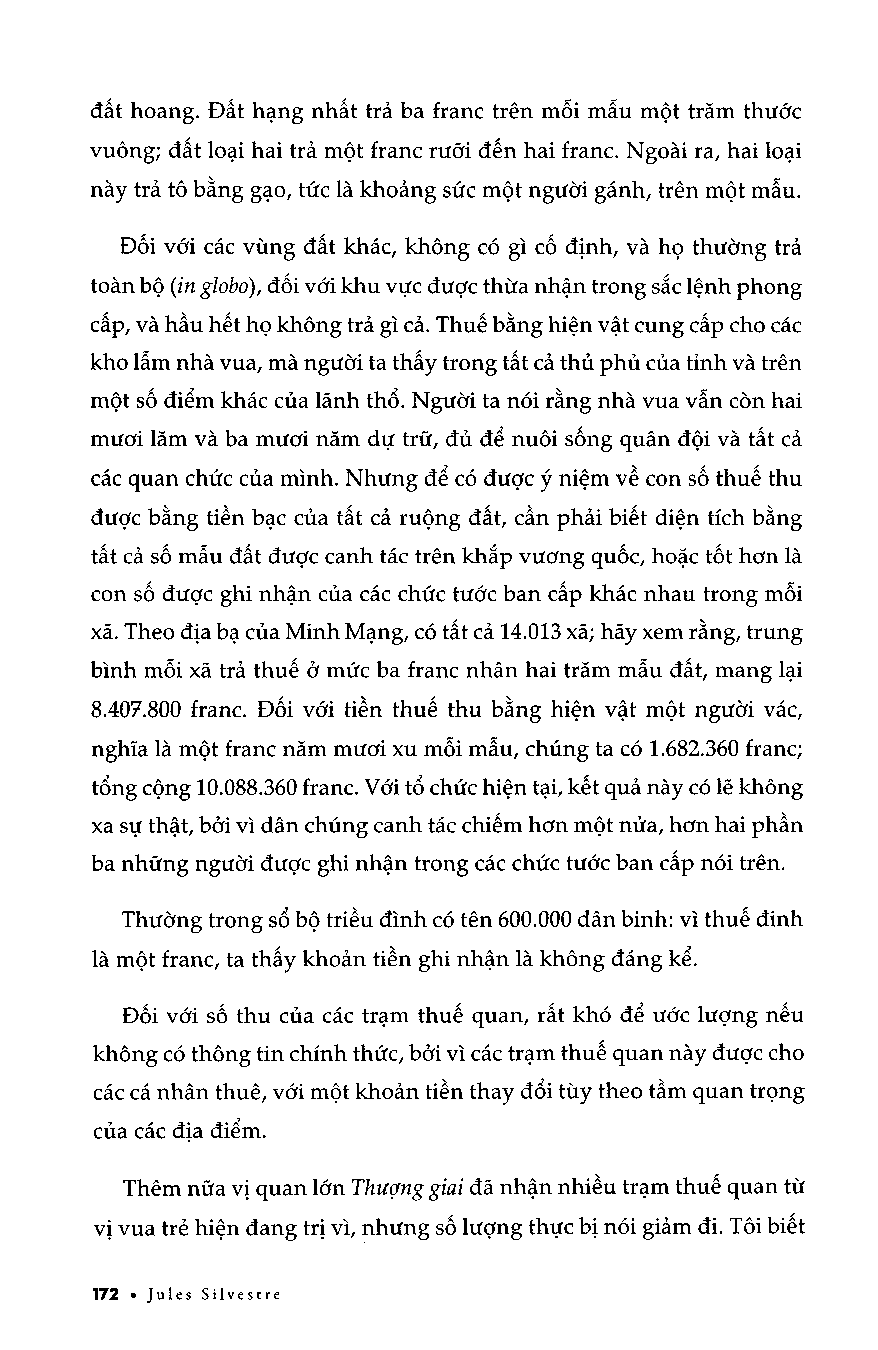 đất hoang. Đất hạng nhất trả ba franc trên mỗi mẫu một trăm thước
vuông; đất loại hai trả một franc rưỡi đến hai franc. Ngoài ra, hai loại
này trả tô bằng gạo, tức là khoảng sức một người gánh, trên một mẫu.
Đối với các vùng đất khác, không có gì cố định, và họ thường trả
toàn bộ (in globo), đối với khu vực được thừa nhận trong sắc lệnh phong
cấp, và hầu hết họ không trả gì cả. Thuế bằng hiện vật cung cấp cho các
kho lẫm nhà vua, mà người ta thấy trong tất cả thủ phủ của tỉnh và trên
một số điểm khác của lãnh thổ. Người ta nói rằng nhà vua vẫn còn hai
mươi lăm và ba mươi năm dự trữ, đủ để nuôi sống quân đội và tất cả
các quan chức của mình. Nhưng để có được ý niệm về con số thuế thu
được bằng tiền bạc của tất cả ruộng đất, cần phải biết diện tích bằng
tất cả số mẫu đất được canh tác trên khắp vương quốc, hoặc tốt hơn là
con số được ghi nhận của các chức tước ban cấp khác nhau trong mỗi
xã. Theo địa bạ của Minh Mạng, có tất cả 14.013 xã; hãy xem rằng, trung
bình mỗi xã trả thuế ở mức ba franc nhân hai trăm mẫu đất, mang lại
8.407.800 franc. Đối với tiền thuế thu bằng hiện vật một người vác,
nghĩa là một franc năm mươi xu mỗi mẫu, chúng ta có 1.682.360 franc;
tổng cộng 10.088.360 franc. Với tổ chức hiện tại, kết quả này có lẽ không
xa sự thật, bởi vì dân chúng canh tác chiếm hơn một nửa, hơn hai phần
ba những người được ghi nhận trong các chức tước ban cấp nói trên.
Thường trong sổ bộ triều đình có tên 600.000 dân binh: vì thuế đinh
là một franc, ta thấy khoản tiền ghi nhận là không đáng kể.
Đối với số thu của các trạm thuế quan, rất khó để ước lượng nếu
không có thông tin chính thức, bởi vì các trạm thuế quan này được cho
các cá nhân thuê, với một khoản tiền thay đổi tùy theo tầm quan trọng
của các địa điểm.
Thêm nữa vị quan lớn Thượng giai đã nhận nhiều trạm thuế quan từ
vị vua trẻ hiện đang trị vì, nhưng số lượng thực bị nói giảm đi. Tôi biết
172 • Jules Silvestre